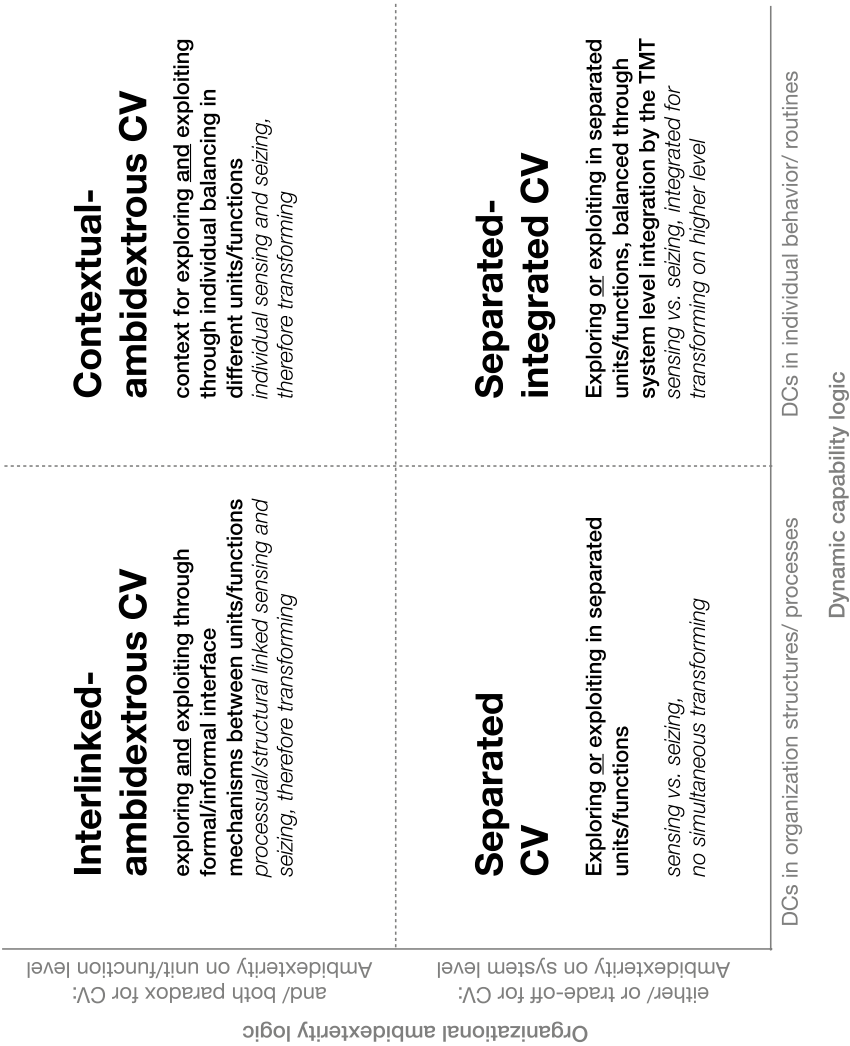 Organizational ambidexterity logic
and/ both paradox for CV:
Ambidexterity on unit/function level
Interlinked-
ambidextrous CV
exploring and exploiting through
formal/informal interface
mechanisms between units/functions
processual/structural linked sensing and
seizing, therefore transforming
Contextual-
ambidextrous CV
context for exploring and exploiting
through individual balancing in
different units/functions
individual sensing and seizing,
therefore transforming
either/ or trade-off for CV:
Ambidexterity on system level
Separated
CV
Exploring or exploiting in separated
units/functions
sensing vs. seizing,
no simultaneous transforming
Separated-
integrated CV
Exploring or exploiting in separated
units/functions, balanced through
system level integration by the TMT
sensing vs. seizing, integrated for
transforming on higher level
DCs in organization structures/ processes
DCs in individual behavior/ routines
Dynamic capability logic